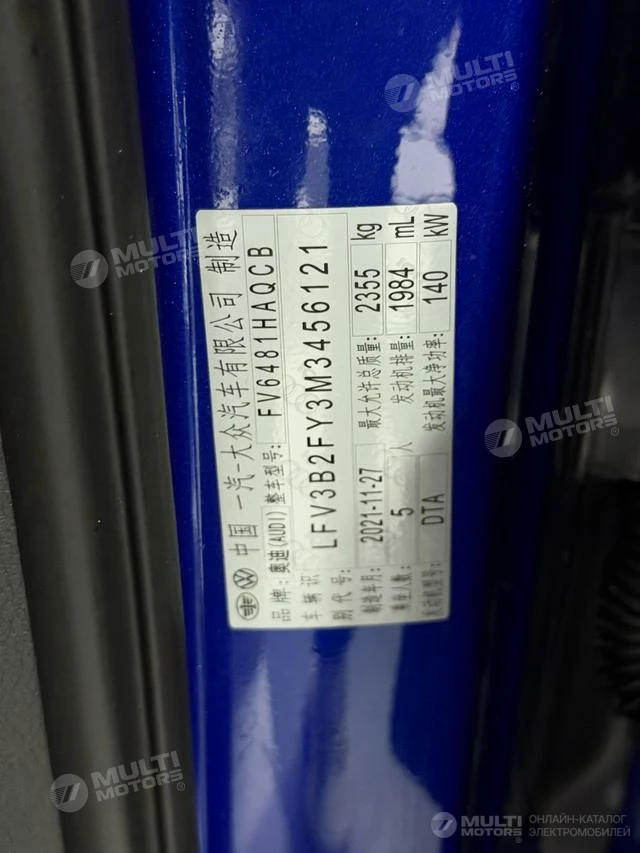 中国 一汽-大众汽车有限公司 制造
品牌: 奥迪(AUDI) 整车型号: FV6481HAQCB
车辆识别代号: LFV3B2FY3M3456121
制造年月: 2021-11-27 最大允许总质量: 2355 kg
乘坐人数: 5 人 发动机排量: 1984 mL
发动机型号: DTA 发动机最大净功率: 140 kW
MULTI MOTORS®
MULTI MOTORS®
MULTI MOTORS®
MULTI MOTORS®
MULTI MOTORS®
MULTI MOTORS® ОНЛАЙН-КАТАЛОГ ЭЛЕКТРОМОБИЛЕЙ